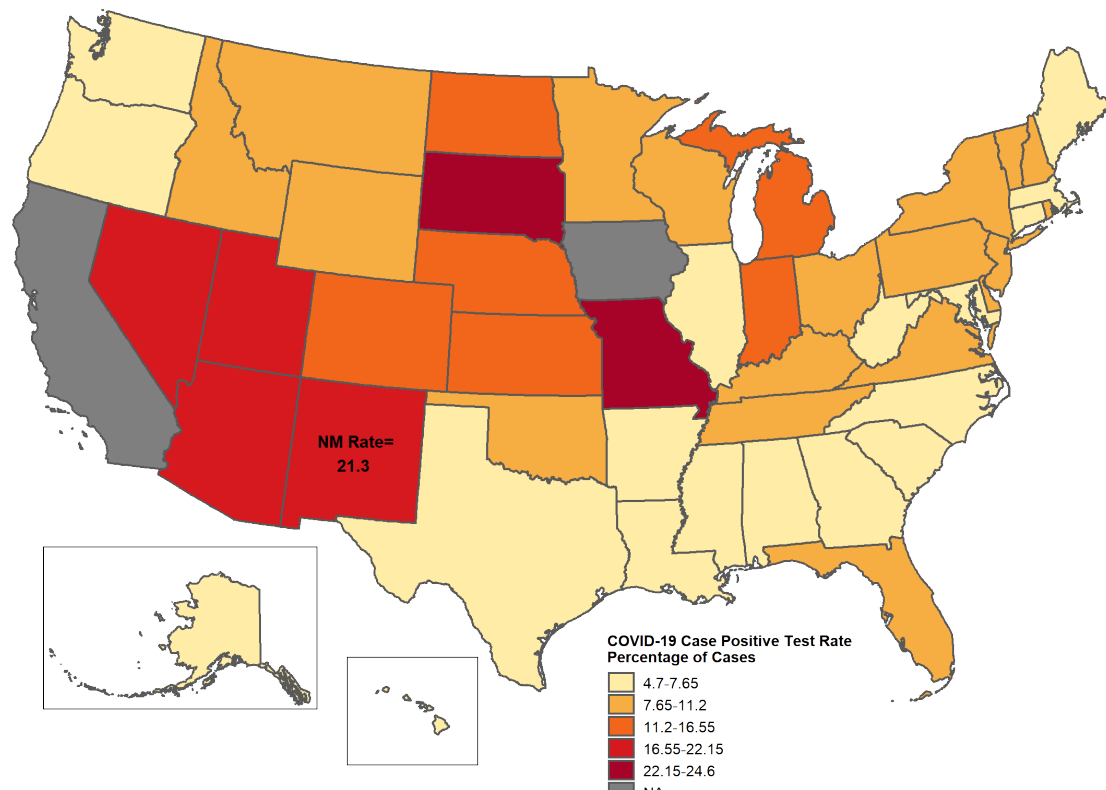 NM Rate=
21.3
COVID-19 Case Positive Test Rate
Percentage of Cases
4.7-7.65
7.65-11.2
11.2-16.55
16.55-22.15
22.15-24.6